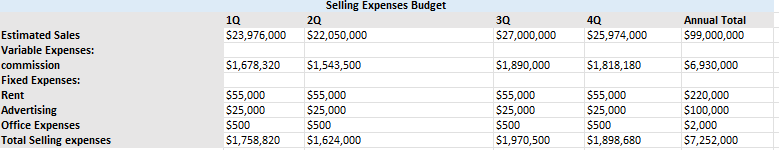 Selling Expenses Budget
1Q 2Q 3Q 4Q Annual Total
Estimated Sales $23,976,000 $22,050,000 $27,000,000 $25,974,000 $99,000,000
Variable Expenses:
commission $1,678,320 $1,543,500 $1,890,000 $1,818,180 $6,930,000
Fixed Expenses:
Rent $55,000 $55,000 $55,000 $55,000 $220,000
Advertising $25,000 $25,000 $25,000 $25,000 $100,000
Office Expenses $500 $500 $500 $500 $2,000
Total Selling expenses $1,758,820 $1,624,000 $1,970,500 $1,898,680 $7,252,000